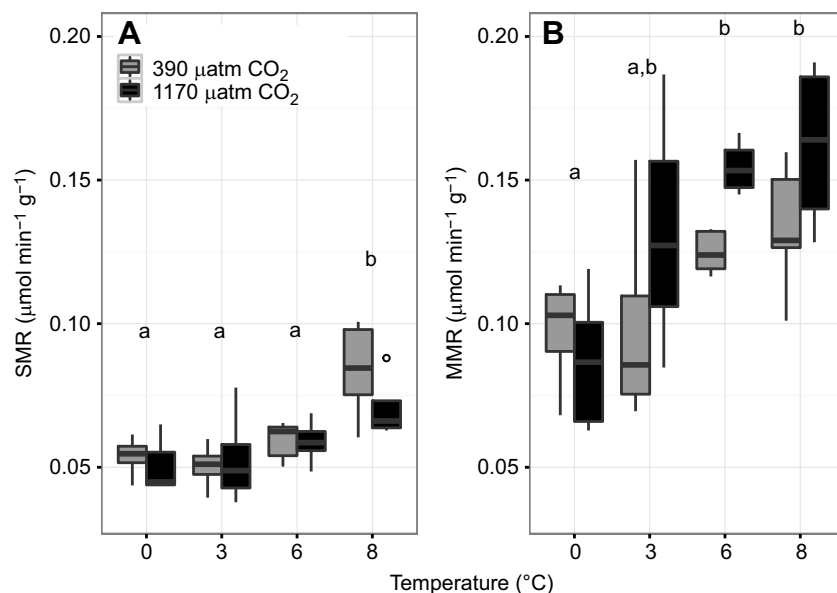 A
390 μatm CO₂
1170 μatm CO₂
SMR (μmol min⁻¹ g⁻¹)
0.20
0.15
0.10
0.05
a
a
a
b
0
3
6
8
B
MMR (μmol min⁻¹ g⁻¹)
0.20
0.15
0.10
0.05
a
a,b
b
b
0
3
6
8
Temperature (°C)